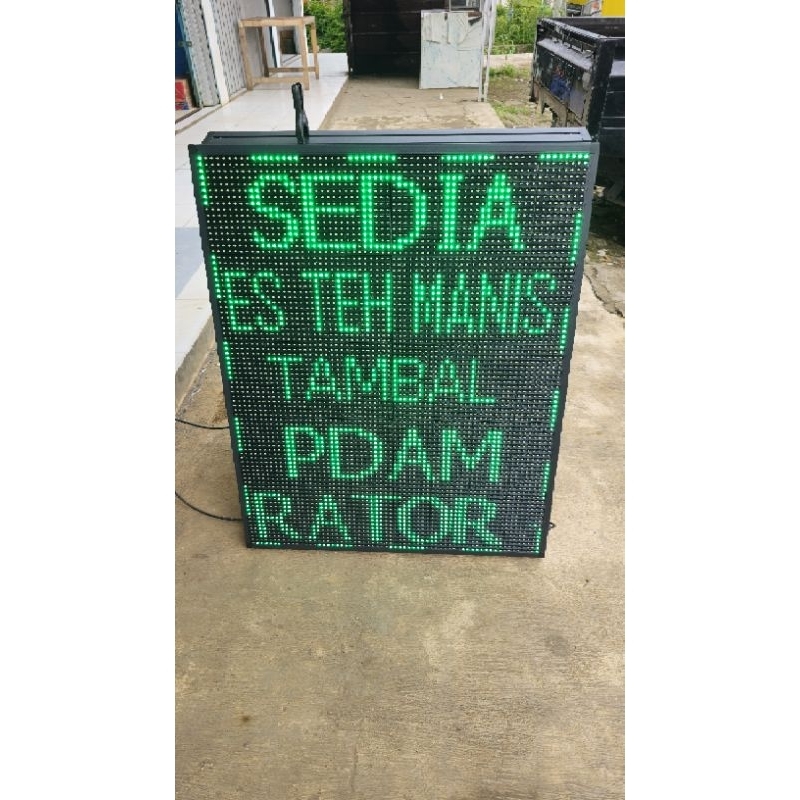 SEDIA
ES TEH MANIS
TAMBAL
PDAM
RATOR